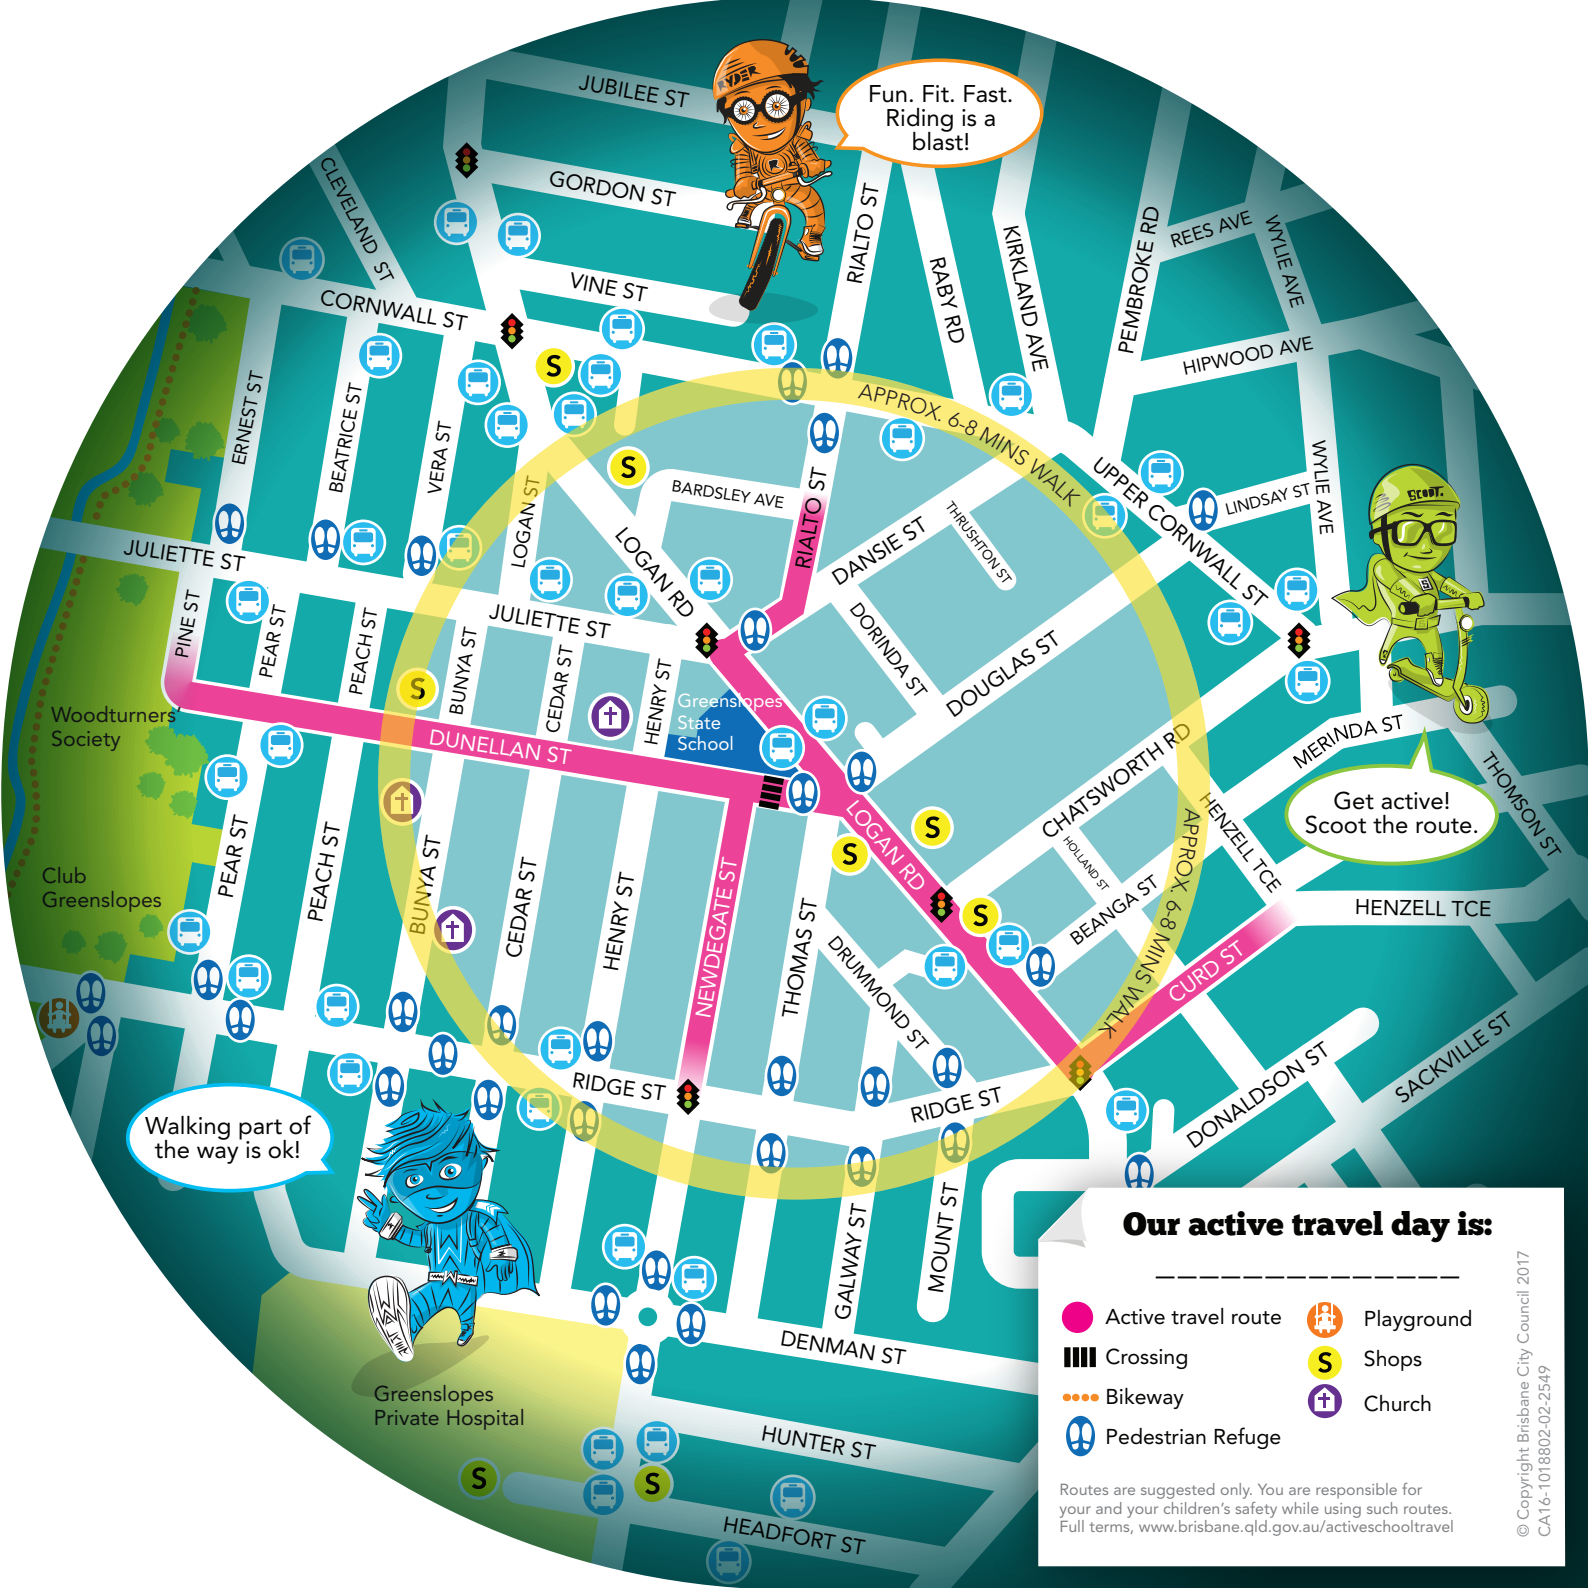 JUBILEE ST
RYDER
R
Fun. Fit. Fast.
Riding is a
blast!
GORDON ST
CLEVELAND ST
VINE ST
RIALTO ST
RABY RD
KIRKLAND AVE
PEMBROKE RD
REES AVE
WYLIE AVE
CORNWALL ST
HIPWOOD AVE
S
APPROX. 6-8 MINS WALK
ERNEST ST
BEATRICE ST
VERA ST
LOGAN ST
S
BARDSLEY AVE
RIALTO ST
LOGAN RD
DANSIE ST
THRUSHTON ST
UPPER CORNWALL ST
LINDSAY ST
WYLIE AVE
SCOOT.
S
JULIETTE ST
JULIETTE ST
PINE ST
PEAR ST
PEACH ST
BUNYA ST
CEDAR ST
HENRY ST
DORINDA ST
DOUGLAS ST
S
Greenslopes
State
School
Woodturners'
Society
DUNELLAN ST
CHATSWORTH RD
MERINDA ST
THOMSON ST
Get active!
Scoot the route.
LOGAN RD
S
S
S
HOLLAND ST
HENZELL TCE
APPROX. 6-8 MINS WALK
BEANGA ST
HENZELL TCE
Club
Greenslopes
PEAR ST
PEACH ST
BUNYA ST
CEDAR ST
HENRY ST
NEWDEGATE ST
THOMAS ST
DRUMMOND ST
CURD ST
RIDGE ST
RIDGE ST
DONALDSON ST
SACKVILLE ST
Walking part of
the way is ok!
GALWAY ST
MOUNT ST
DENMAN ST
Greenslopes
Private Hospital
HUNTER ST
S
S
HEADFORT ST
Our active travel day is:
______________
Active travel route
Crossing
Bikeway
Pedestrian Refuge
Playground
S Shops
Church
Routes are suggested only. You are responsible for
your and your children's safety while using such routes.
Full terms, www.brisbane.qld.gov.au/activeschooltravel
© Copyright Brisbane City Council 2017
CA16-1018802-02-2549